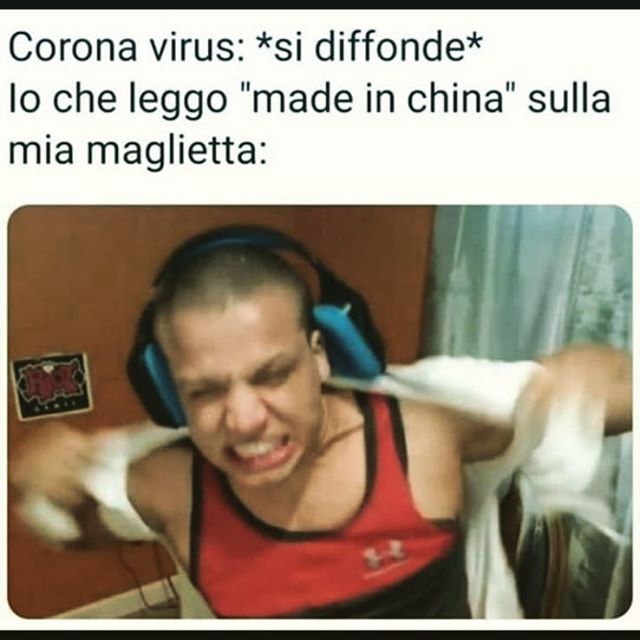 Corona virus: *si diffonde*
Io che leggo "made in china" sulla
mia maglietta: